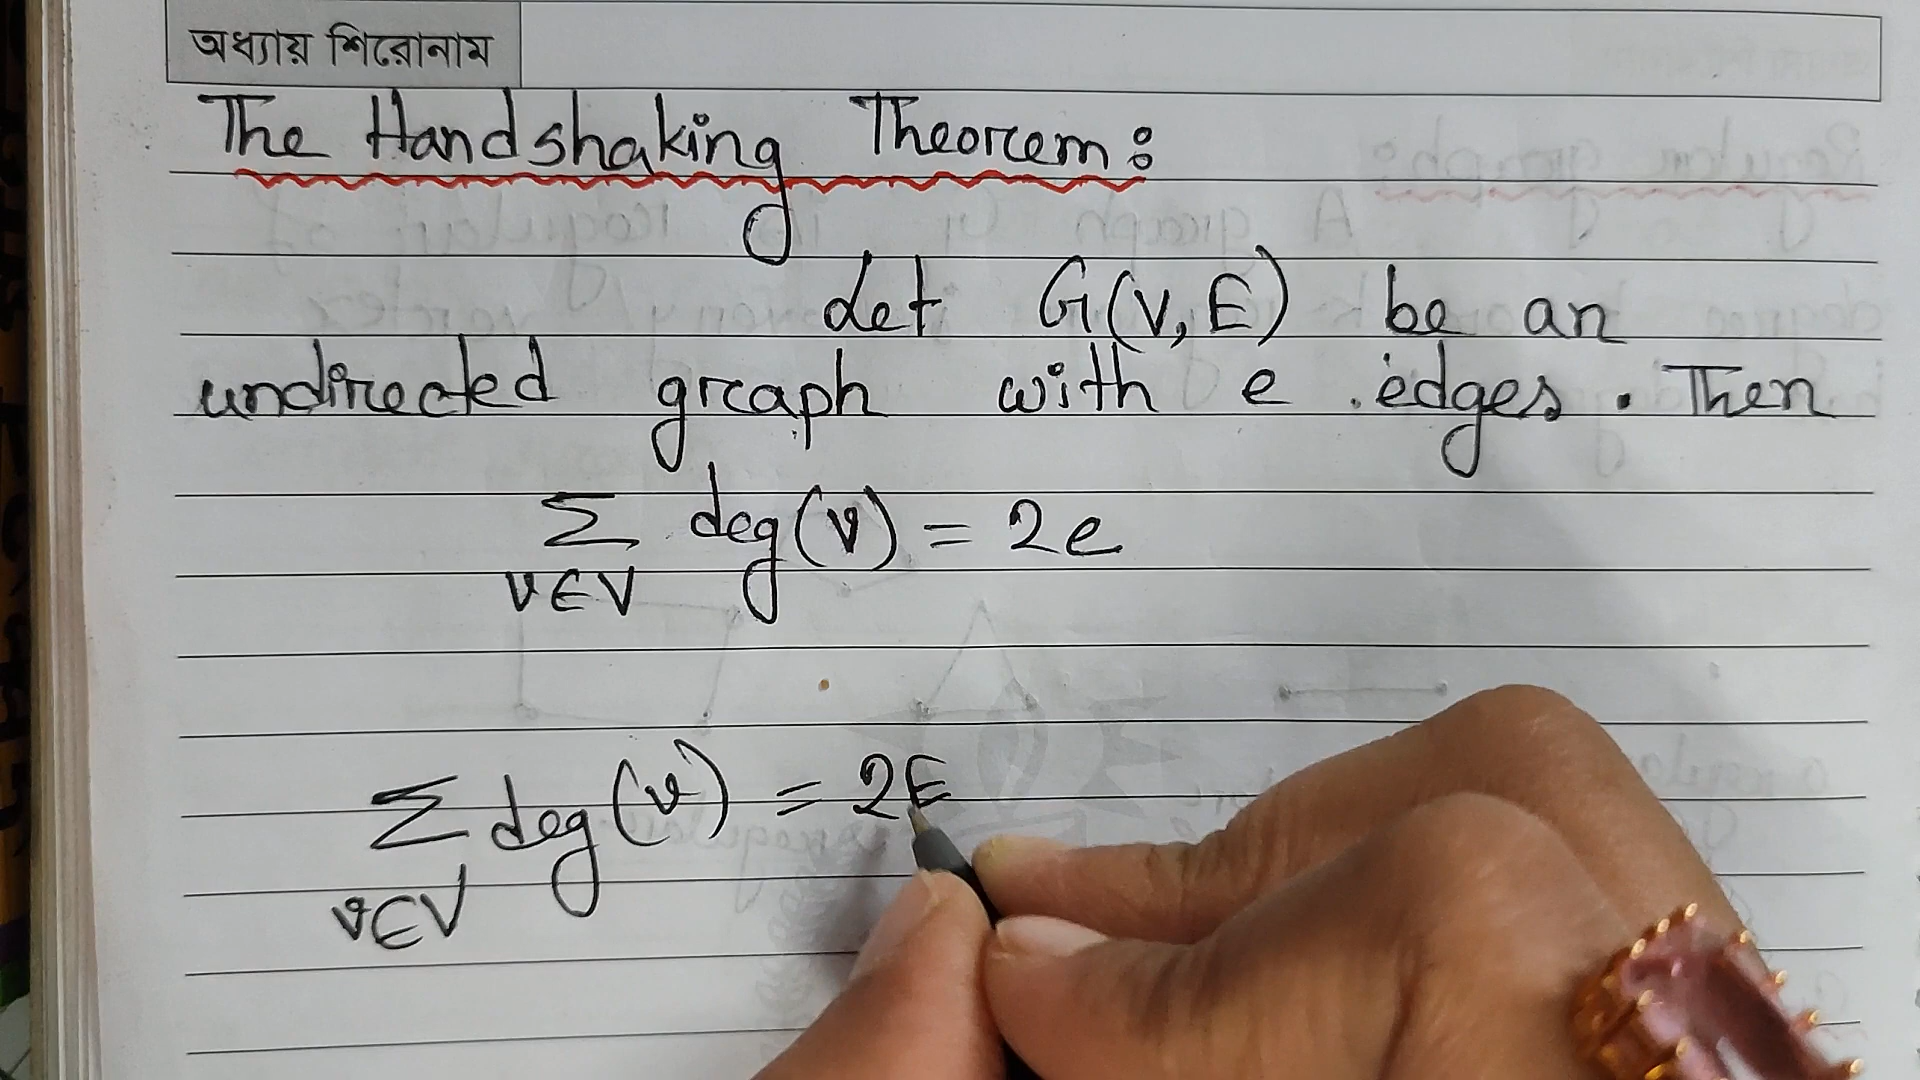 অধ্যায় শিরোনাম
The Handshaking Theorem:
Let G(V,E) be an
undirected graph with e edges. Then
∑ deg(v) = 2e
v∈V
∑ deg(v) = 2E
v∈V